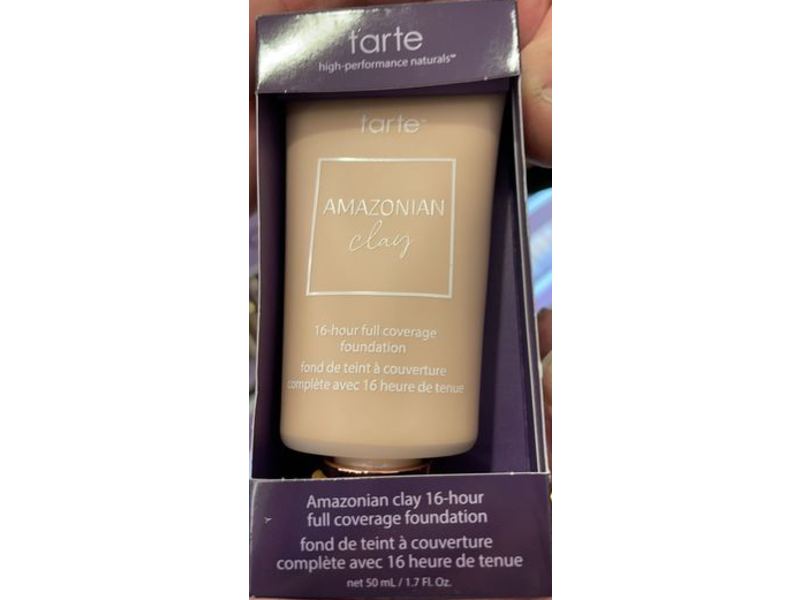 tarte
high-performance naturals™
tarte™
AMAZONIAN
clay
16-hour full coverage
foundation
fond de teint à couverture
complète avec 16 heure de tenue
Amazonian clay 16-hour
full coverage foundation
fond de teint à couverture
complète avec 16 heure de tenue
net 50 mL / 1.7 Fl. Oz.